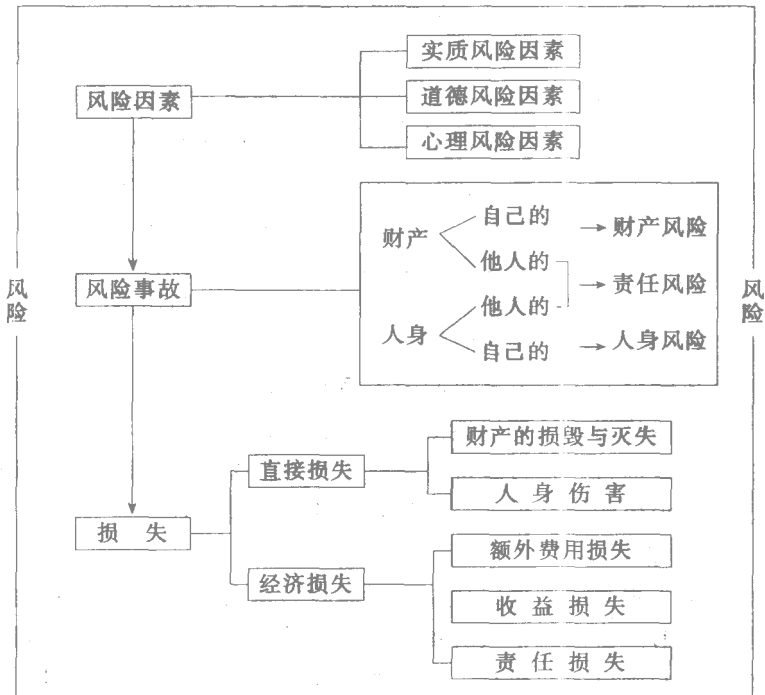 实质风险因素
风险因素
道德风险因素
心理风险因素
财产
自己的
财产风险
他人的
风险事故
责任风险
他人的
人身
自己的
人身风险
风险
风险
财产的损毁与灭失
直接损失
人身伤害
损失
额外费用损失
经济损失
收益损失
责任损失